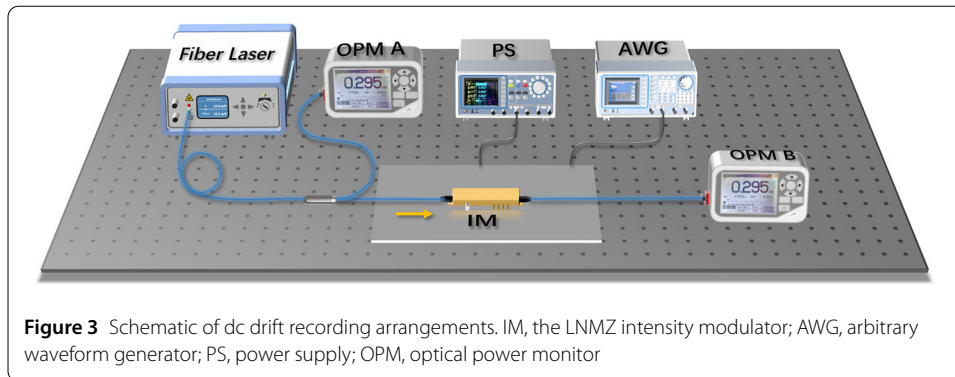 Fiber Laser
OPM A
PS
AWG
0.295
OPM B
0.295
IM
Figure 3 Schematic of dc drift recording arrangements. IM, the LNMZ intensity modulator; AWG, arbitrary
waveform generator; PS, power supply; OPM, optical power monitor